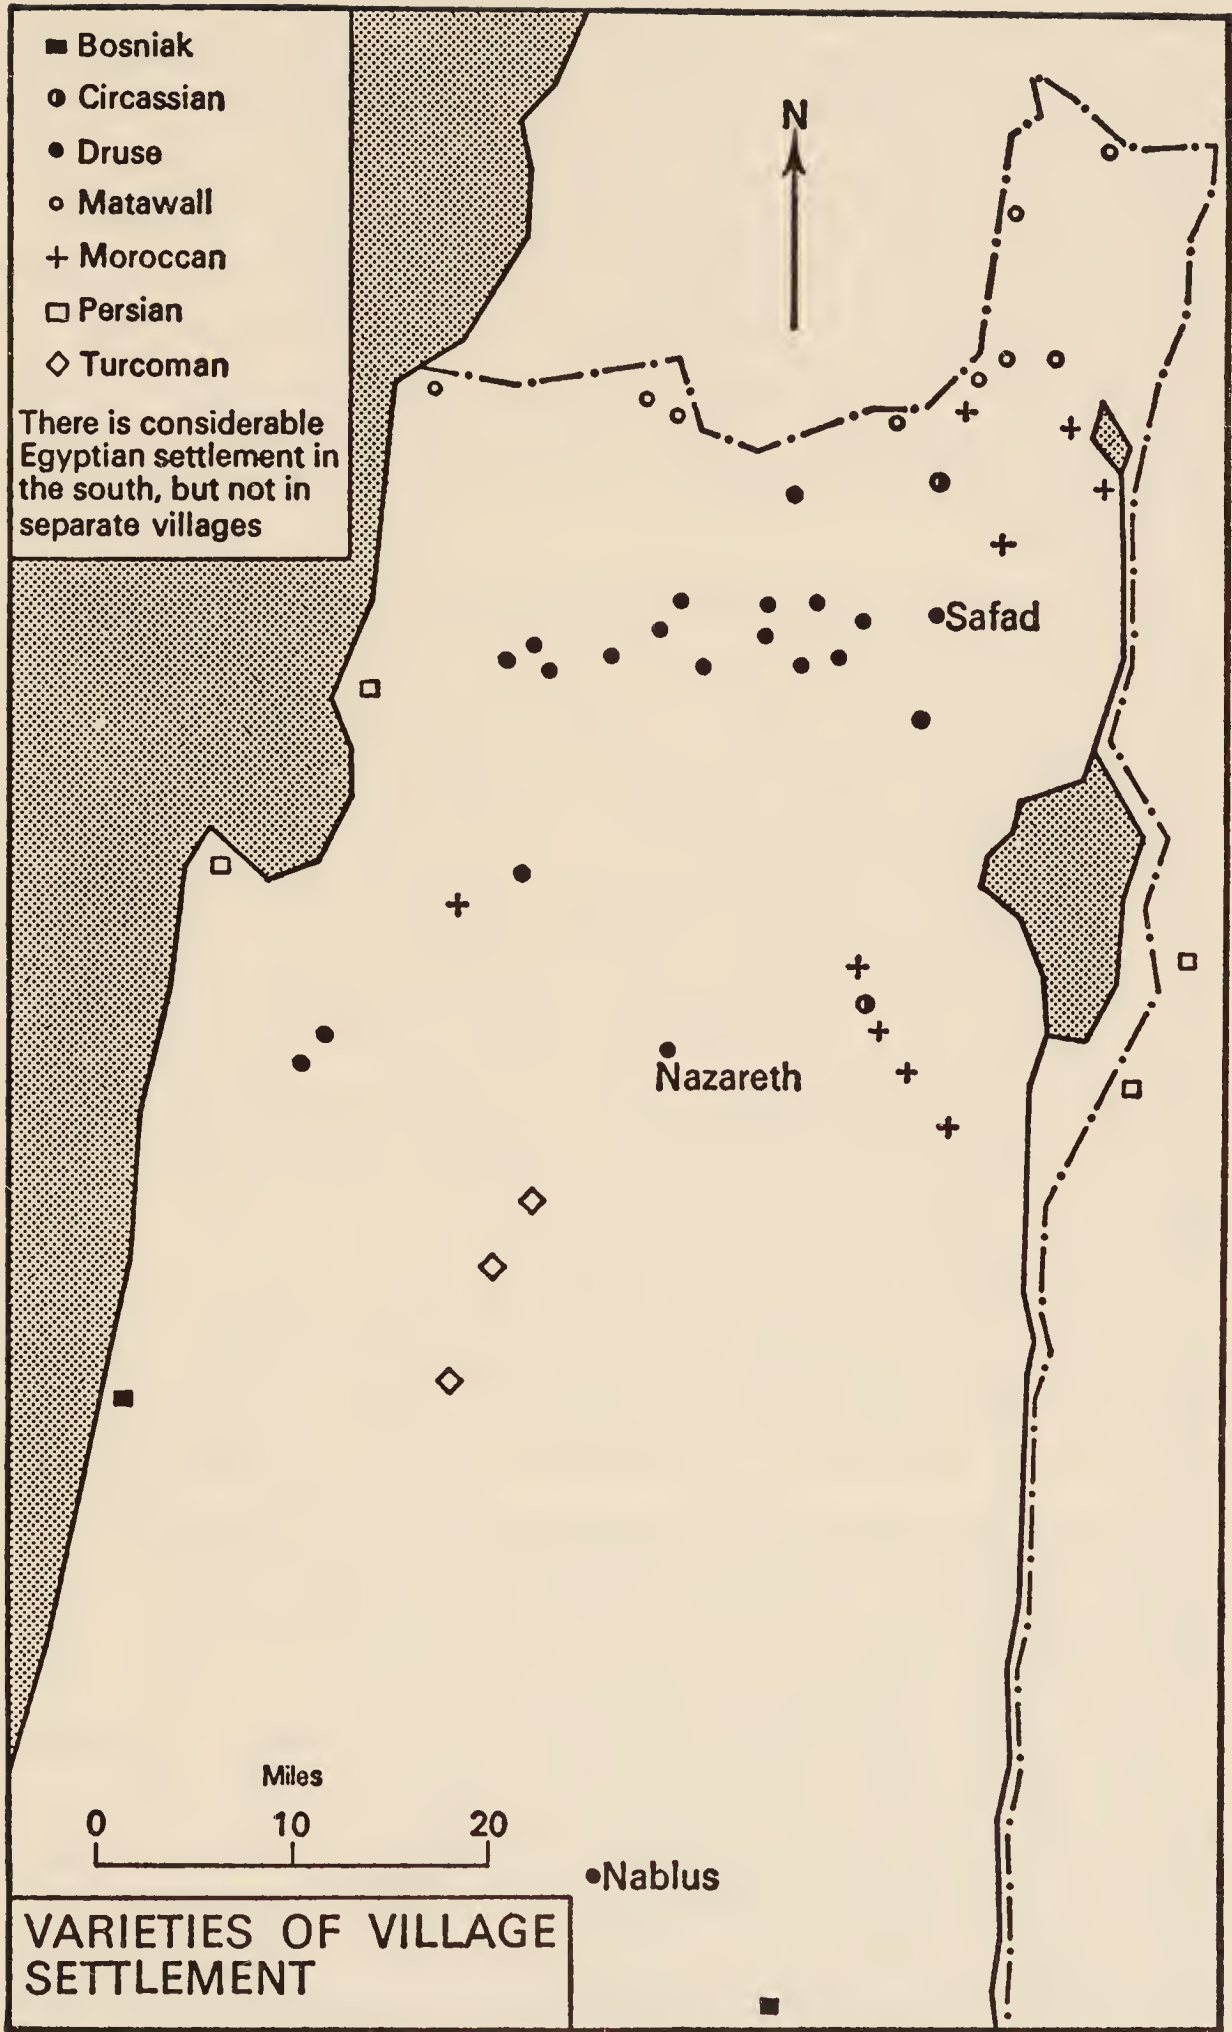 Bosniak
Circassian
Druse
Matawall
Moroccan
Persian
Turcoman
There is considerable
Egyptian settlement in
the south, but not in
separate villages
N
Safad
Nazareth
Miles
0 10 20
Nablus
VARIETIES OF VILLAGE
SETTLEMENT